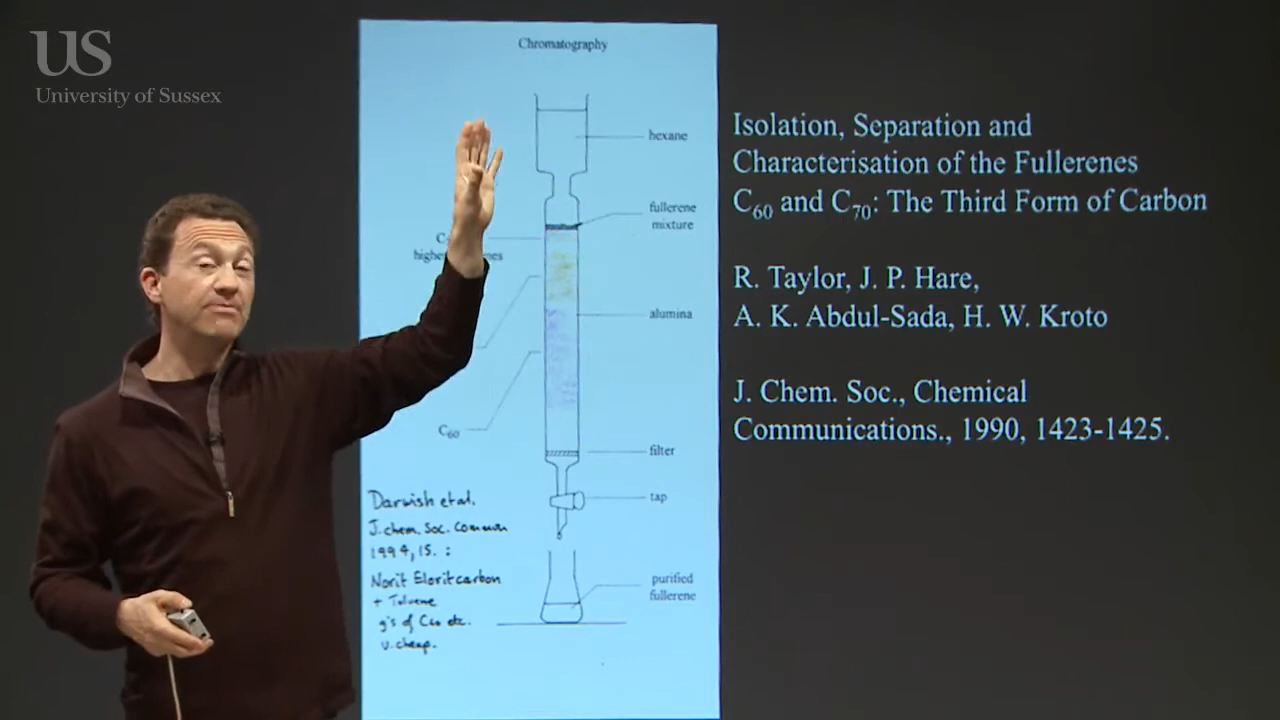 US
University of Sussex
Chromatography
hexane
fullerene
mixture
C
highe
nes
alumina
C₆₀
filter
tap
purified
fullerene
Darwish et al.
J. chem. Soc. Commun
1994, 15. :
Norit Elorit carbon
+ Toluene
g's of C₆₀ etc.
v. cheap.
Isolation, Separation and
Characterisation of the Fullerenes
C₆₀ and C₇₀: The Third Form of Carbon
R. Taylor, J. P. Hare,
A. K. Abdul-Sada, H. W. Kroto
J. Chem. Soc., Chemical
Communications., 1990, 1423-1425.